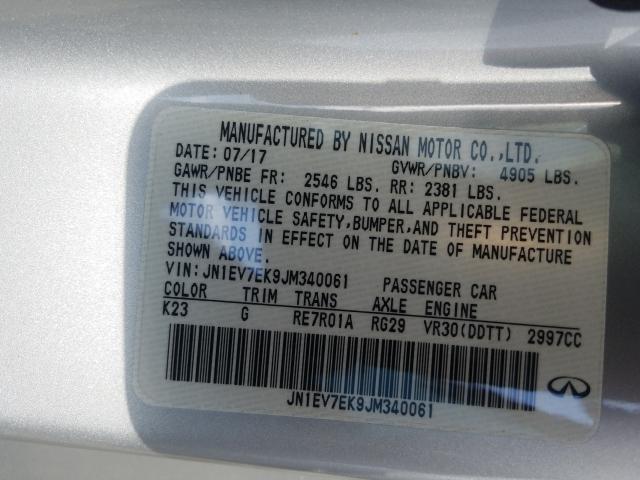 MANUFACTURED BY NISSAN MOTOR CO.,LTD.
DATE: 07/17 GVWR/PNBV: 4905 LBS.
GAWR/PNBE FR: 2546 LBS. RR: 2381 LBS.
THIS VEHICLE CONFORMS TO ALL APPLICABLE FEDERAL
MOTOR VEHICLE SAFETY,BUMPER,AND THEFT PREVENTION
STANDARDS IN EFFECT ON THE DATE OF MANUFACTURE
SHOWN ABOVE.
VIN: JN1EV7EK9JM340061 PASSENGER CAR
COLOR TRIM TRANS AXLE ENGINE
K23 G RE7R01A RG29 VR30(DDTT) 2997CC
JN1EV7EK9JM340061